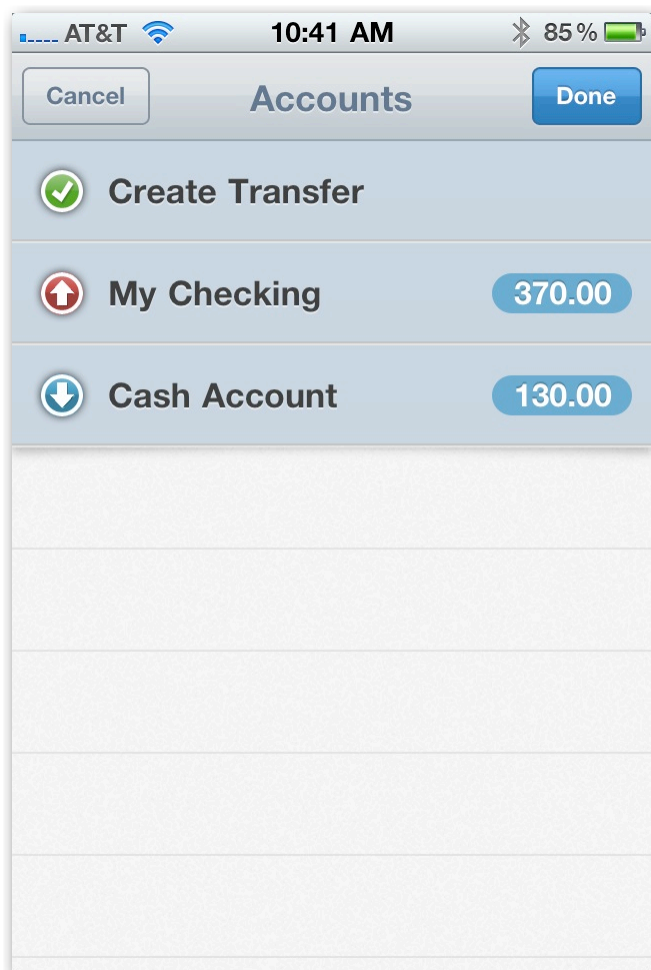 AT&T 10:41 AM 85%
Cancel Accounts Done
Create Transfer
My Checking 370.00
Cash Account 130.00